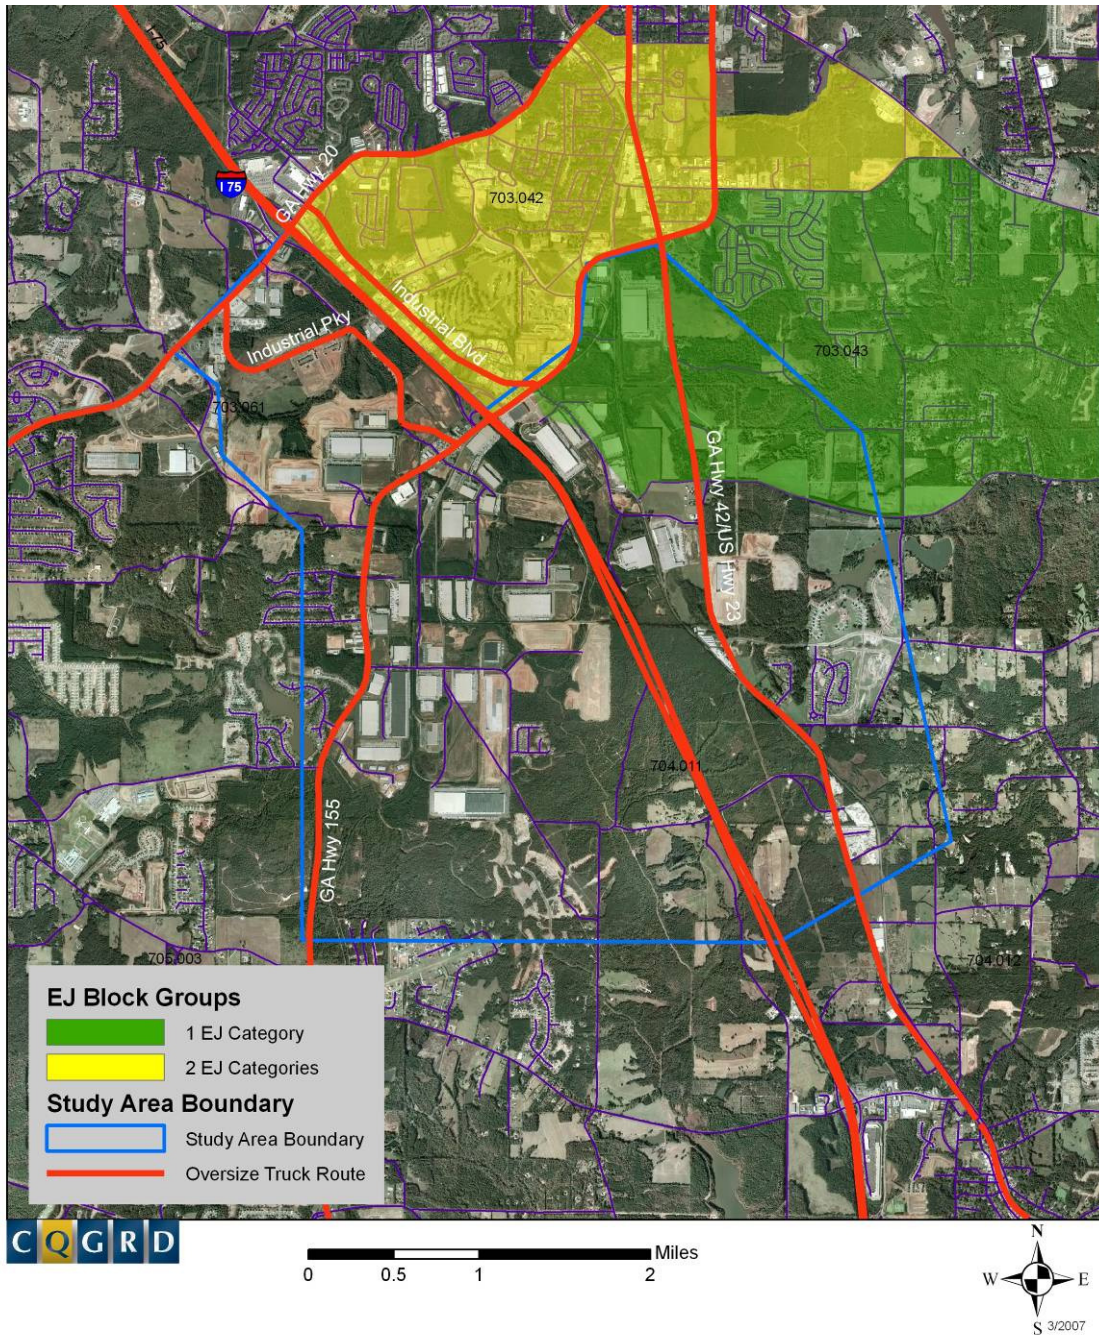 I 75
I 75
GA Hwy 20
703.042
Industrial Blvd
Industrial Pky
703.043
703.061
GA Hwy 42/US Hwy 23
704.011
GA Hwy 155
705.003
704.012
EJ Block Groups
1 EJ Category
2 EJ Categories
Study Area Boundary
Study Area Boundary
Oversize Truck Route
CQGRD
Miles
0 0.5 1 2
N
W E
S 3/2007